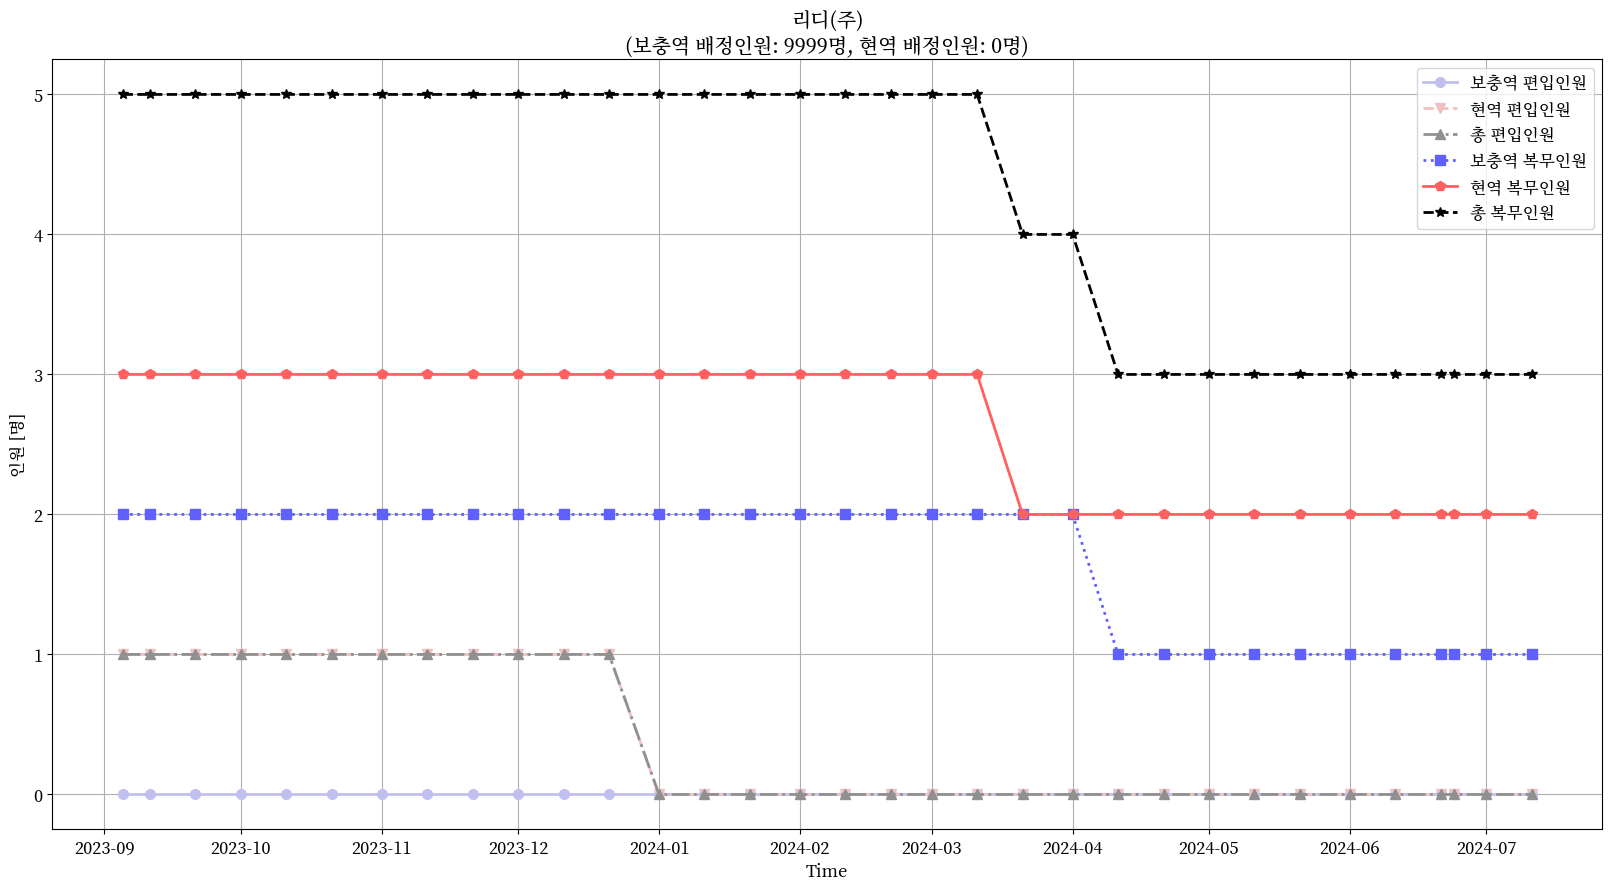 리디(주)
(보충역 배정인원: 9999명, 현역 배정인원: 0명)
보충역 편입인원
현역 편입인원
총 편입인원
보충역 복무인원
현역 복무인원
총 복무인원
5
4
3
2
1
0
인원 [명]
2023-09 2023-10 2023-11 2023-12 2024-01 2024-02 2024-03 2024-04 2024-05 2024-06 2024-07
Time